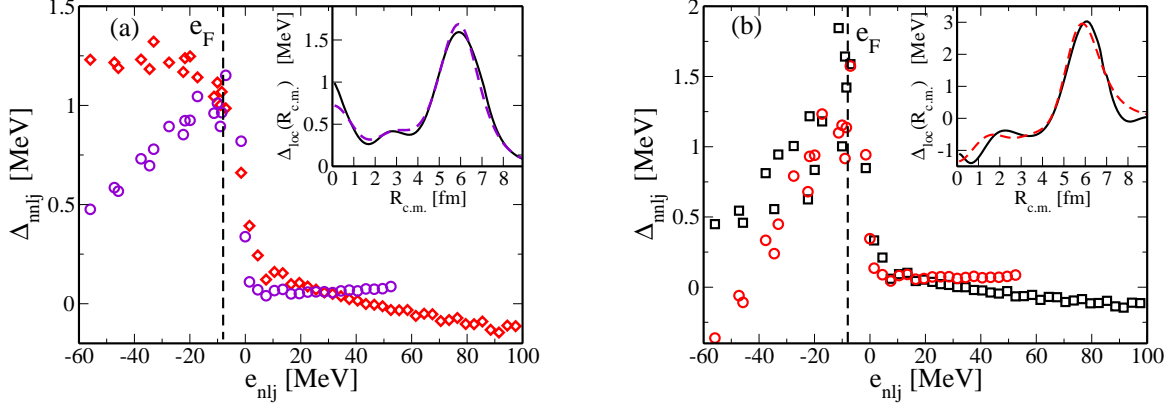 (a)
e_F
Δ_nnlj [MeV]
1.5
1
0.5
0
-60 -40 -20 0 20 40 60 80 100
e_nlj [MeV]
Δ_loc(R_c.m.) [MeV]
1.5
1.0
0.5
0
0 1 2 3 4 5 6 7 8
R_c.m. [fm]
(b)
e_F
Δ_nnlj [MeV]
2
1.5
1
0.5
0
-60 -40 -20 0 20 40 60 80 100
e_nlj [MeV]
Δ_loc(R_c.m.) [MeV]
3
2
1
0
-1
0 1 2 3 4 5 6 7 8
R_c.m. [fm]